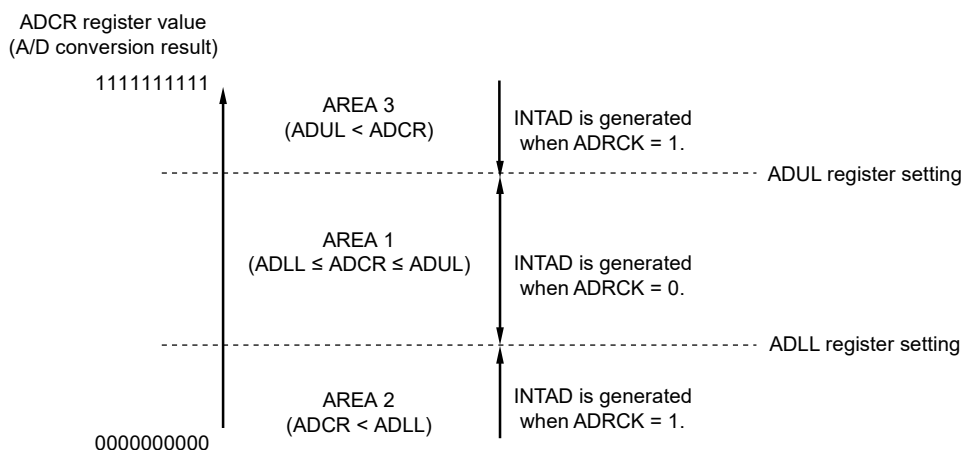 ADCR register value
(A/D conversion result)
1111111111
AREA 3
(ADUL < ADCR)
INTAD is generated
when ADRCK = 1.
ADUL register setting
AREA 1
(ADLL ≤ ADCR ≤ ADUL)
INTAD is generated
when ADRCK = 0.
ADLL register setting
AREA 2
(ADCR < ADLL)
INTAD is generated
when ADRCK = 1.
0000000000